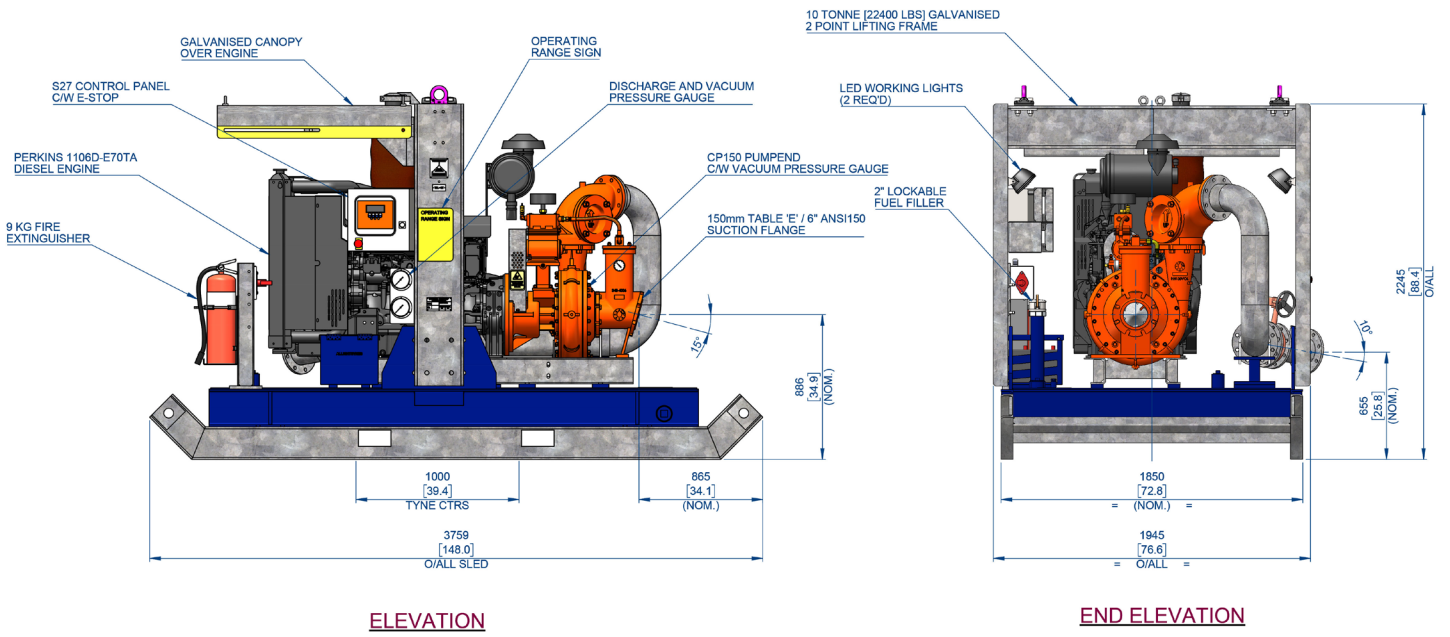 GALVANISED CANOPY
OVER ENGINE
OPERATING
RANGE SIGN
S27 CONTROL PANEL
C/W E-STOP
DISCHARGE AND VACUUM
PRESSURE GAUGE
PERKINS 1106D-E70TA
DIESEL ENGINE
CP150 PUMPEND
C/W VACUUM PRESSURE GAUGE
9 KG FIRE
EXTINGUISHER
150mm TABLE 'E' / 6" ANSI150
SUCTION FLANGE
OPERATING
RANGE SIGN
15°
886
[34.9]
(NOM.)
1000
[39.4]
TYNE CTRS
865
[34.1]
(NOM.)
3759
[148.0]
O/ALL SLED
ELEVATION
10 TONNE [22400 LBS] GALVANISED
2 POINT LIFTING FRAME
LED WORKING LIGHTS
(2 REQ'D)
2" LOCKABLE
FUEL FILLER
2245
[88.4]
O/ALL
10°
655
[25.8]
(NOM.)
1850
[72.8]
= (NOM.) =
1945
[76.6]
= O/ALL =
END ELEVATION